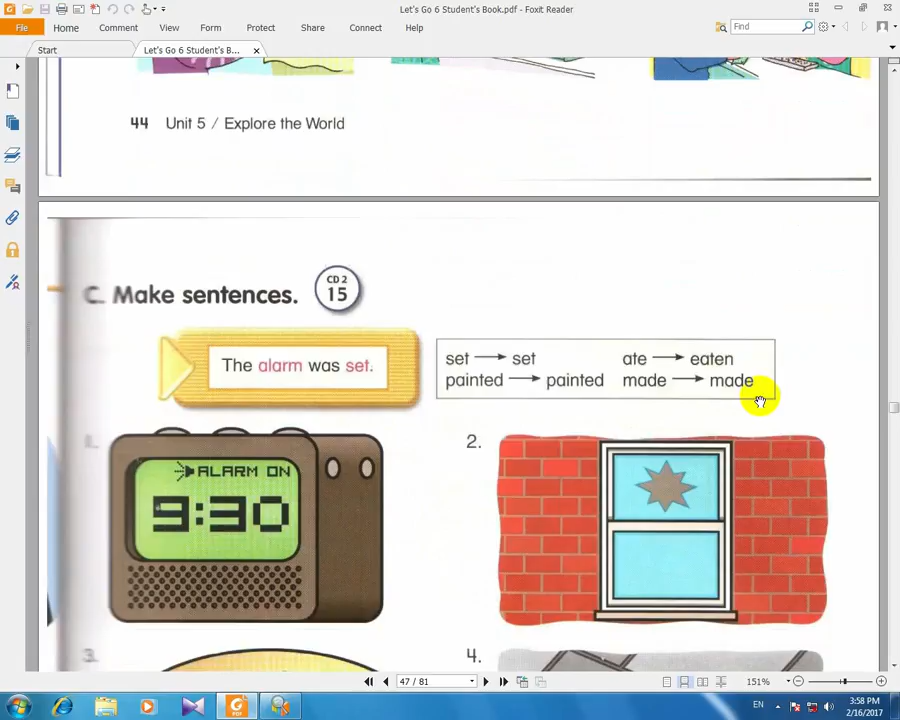 Let's Go 6 Student's Book.pdf - Foxit Reader
File Home Comment View Form Protect Share Connect Help
Find
Start
Let's Go 6 Student's B...
44 Unit 5 / Explore the World
C. Make sentences.
CD 2
15
The alarm was set.
set → set ate → eaten
painted → painted made → made
1.
ALARM ON
9:30
2.
3.
4.
47 / 81
151%
EN
3:58 PM
2/16/2017